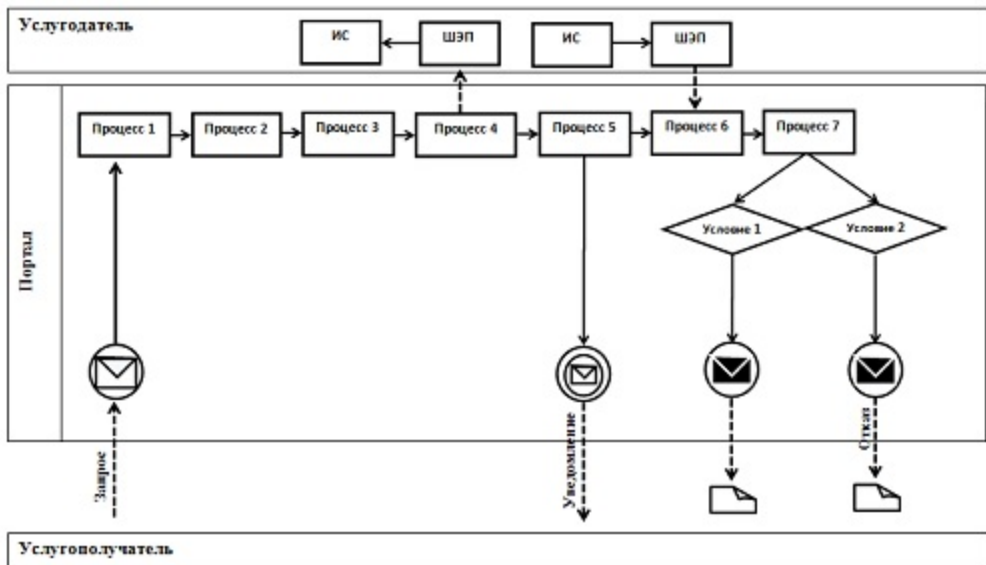 Услугодатель
ИС
ШЭП
ИС
ШЭП
Портал
Процесс 1
Процесс 2
Процесс 3
Процесс 4
Процесс 5
Процесс 6
Процесс 7
Условие 1
Условие 2
Запрос
Уведомление
Отказ
Услугополучатель